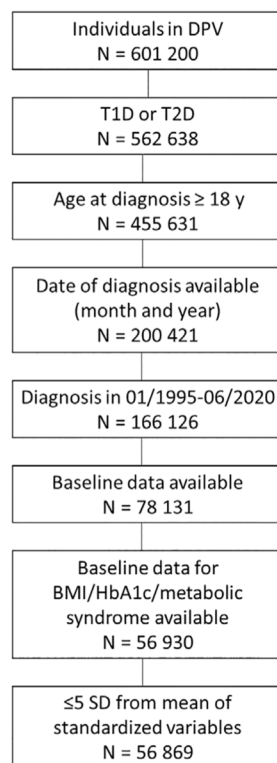 Individuals in DPV
N = 601 200
T1D or T2D
N = 562 638
Age at diagnosis ≥ 18 y
N = 455 631
Date of diagnosis available
(month and year)
N = 200 421
Diagnosis in 01/1995-06/2020
N = 166 126
Baseline data available
N = 78 131
Baseline data for
BMI/HbA1c/metabolic
syndrome available
N = 56 930
≤5 SD from mean of
standardized variables
N = 56 869